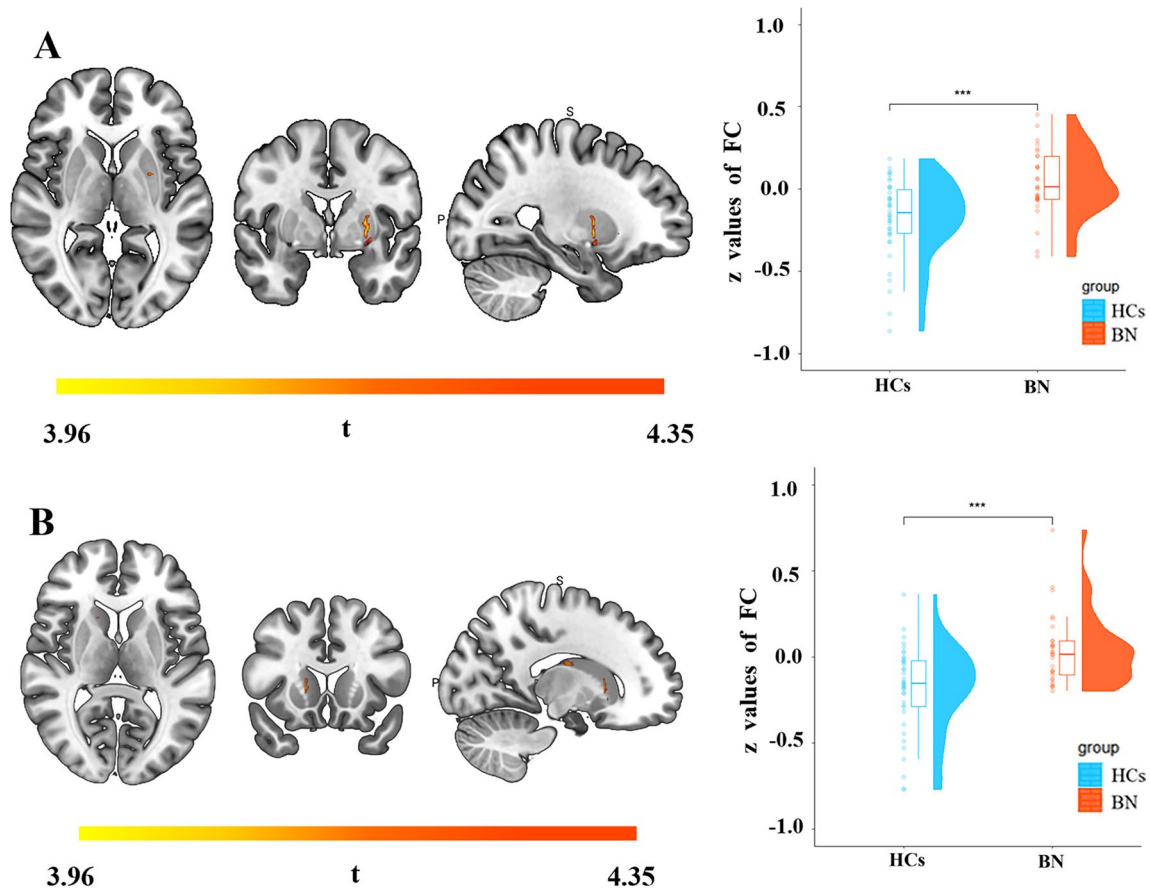 A
S
P
3.96
t
4.35
1.0
0.5
0.0
-0.5
-1.0
z values of FC
***
group
HCs
BN
HCs
BN
B
S
P
3.96
t
4.35
1.0
0.5
0.0
-0.5
-1.0
z values of FC
***
group
HCs
BN
HCs
BN